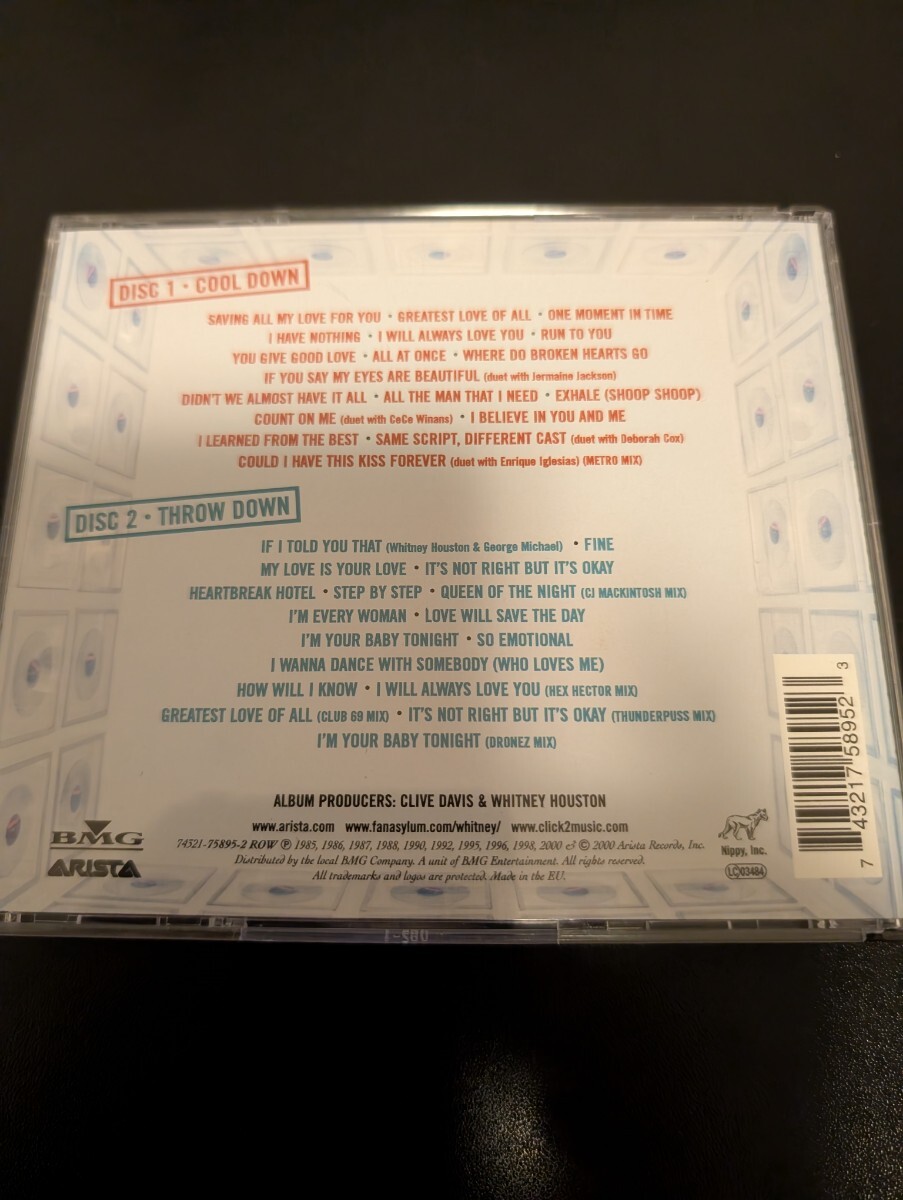 DISC 1 • COOL DOWN
SAVING ALL MY LOVE FOR YOU • GREATEST LOVE OF ALL • ONE MOMENT IN TIME
I HAVE NOTHING • I WILL ALWAYS LOVE YOU • RUN TO YOU
YOU GIVE GOOD LOVE • ALL AT ONCE • WHERE DO BROKEN HEARTS GO
IF YOU SAY MY EYES ARE BEAUTIFUL (duet with Jermaine Jackson)
DIDN'T WE ALMOST HAVE IT ALL • ALL THE MAN THAT I NEED • EXHALE (SHOOP SHOOP)
COUNT ON ME (duet with CeCe Winans) • I BELIEVE IN YOU AND ME
I LEARNED FROM THE BEST • SAME SCRIPT, DIFFERENT CAST (duet with Deborah Cox)
COULD I HAVE THIS KISS FOREVER (duet with Enrique Iglesias) (METRO MIX)
DISC 2 • THROW DOWN
IF I TOLD YOU THAT (Whitney Houston & George Michael) • FINE
MY LOVE IS YOUR LOVE • IT'S NOT RIGHT BUT IT'S OKAY
HEARTBREAK HOTEL • STEP BY STEP • QUEEN OF THE NIGHT (CJ MACKINTOSH MIX)
I'M EVERY WOMAN • LOVE WILL SAVE THE DAY
I'M YOUR BABY TONIGHT • SO EMOTIONAL
I WANNA DANCE WITH SOMEBODY (WHO LOVES ME)
HOW WILL I KNOW • I WILL ALWAYS LOVE YOU (HEX HECTOR MIX)
GREATEST LOVE OF ALL (CLUB 69 MIX) • IT'S NOT RIGHT BUT IT'S OKAY (THUNDERPUSS MIX)
I'M YOUR BABY TONIGHT (DRONEZ MIX)
ALBUM PRODUCERS: CLIVE DAVIS & WHITNEY HOUSTON
www.arista.com www.fanasylum.com/whitney/ www.click2music.com
74321-75895-2 ROW ℗ 1985, 1986, 1987, 1988, 1990, 1992, 1995, 1996, 1998, 2000 & © 2000 Arista Records, Inc.
Distributed by the local BMG Company. A unit of BMG Entertainment. All rights reserved.
All trademarks and logos are protected. Made in the EU.
BMG
ARISTA
Nippy, Inc.
LC 03484
7 43217 58952 3